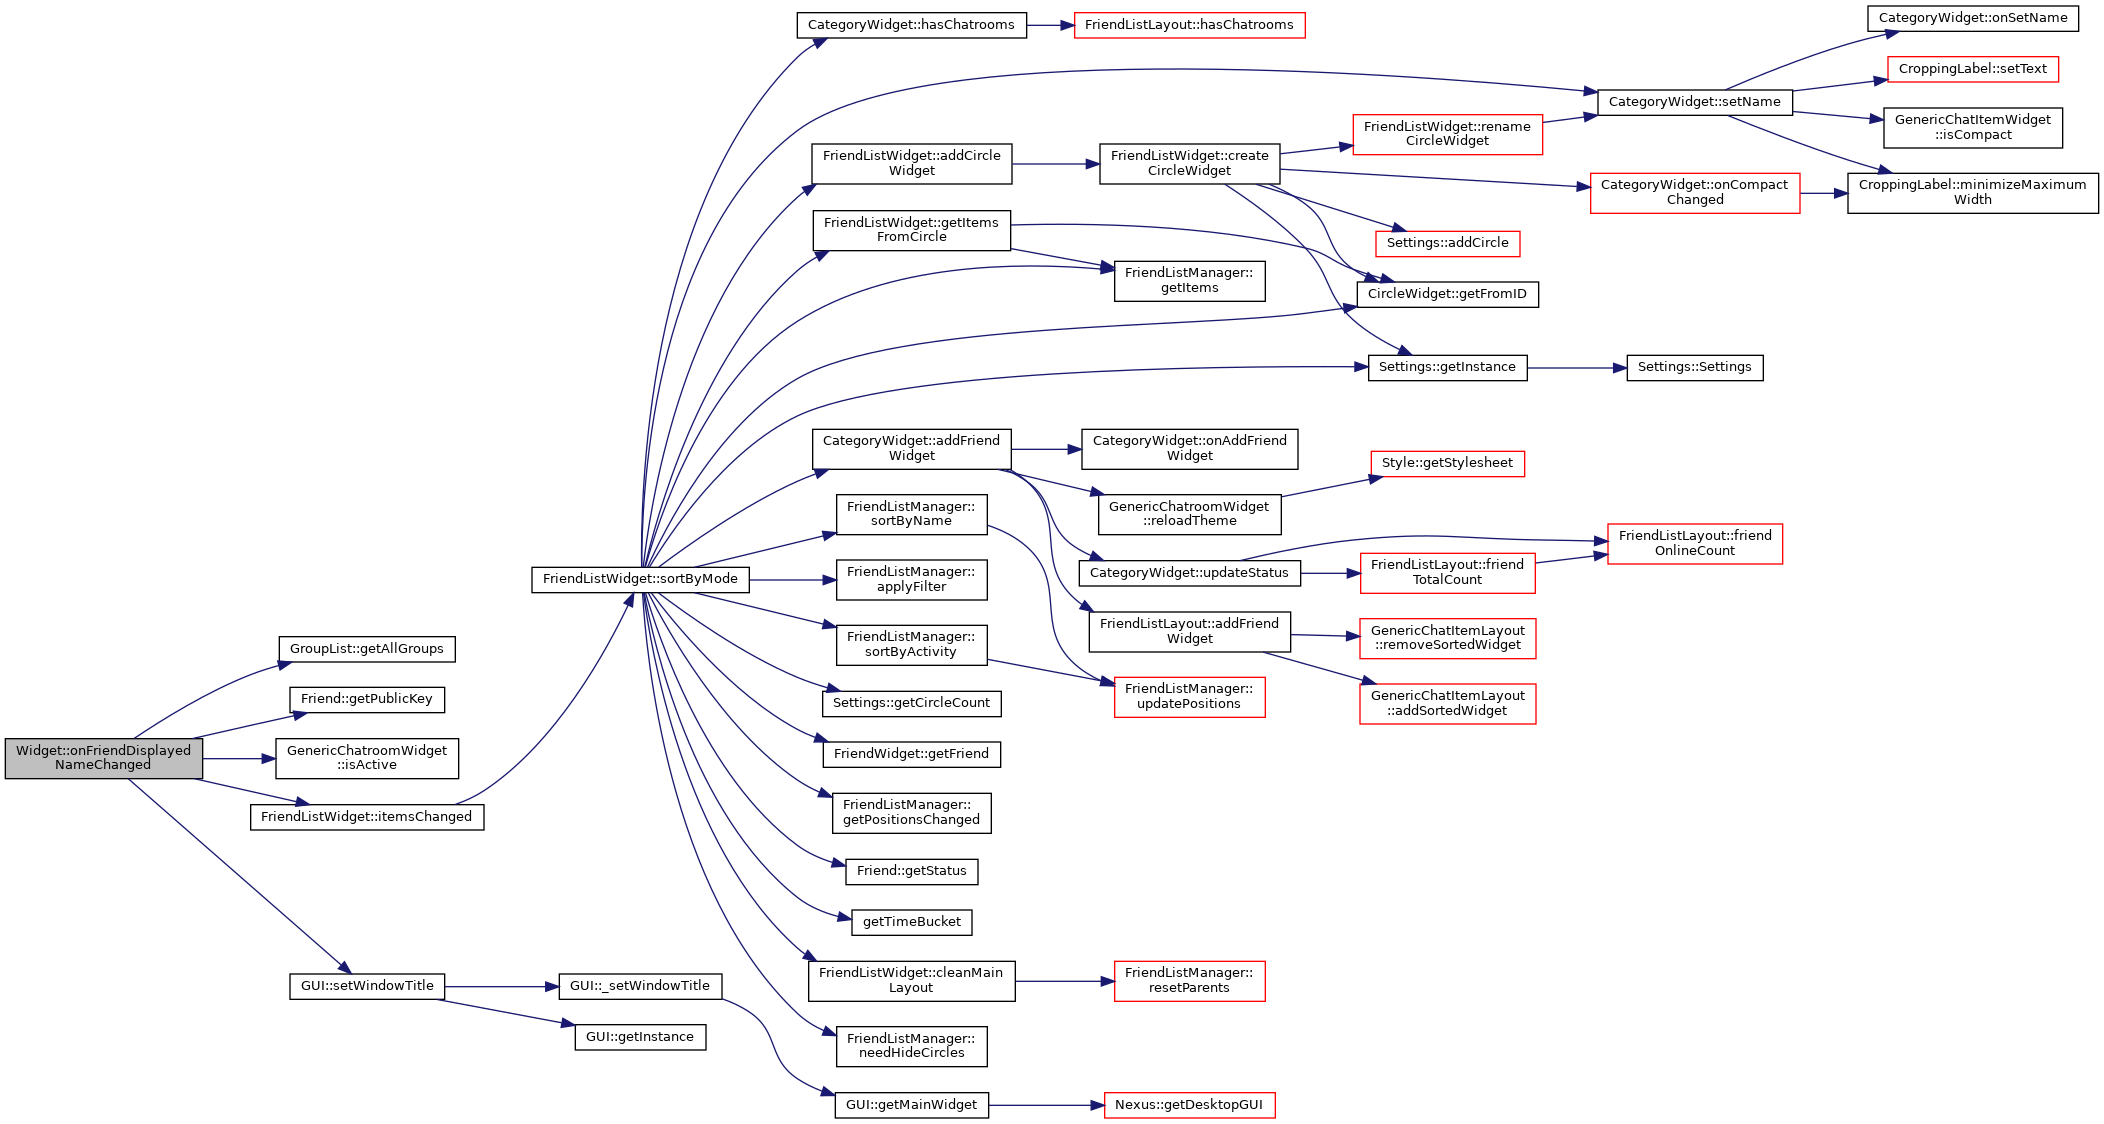 Widget::onFriendDisplayed
NameChanged
GroupList::getAllGroups
Friend::getPublicKey
GenericChatroomWidget
::isActive
FriendListWidget::itemsChanged
GUI::setWindowTitle
FriendListWidget::sortByMode
GUI::_setWindowTitle
GUI::getInstance
CategoryWidget::hasChatrooms
FriendListWidget::addCircle
Widget
FriendListWidget::getItems
FromCircle
CategoryWidget::addFriend
Widget
FriendListManager::
sortByName
FriendListManager::
applyFilter
FriendListManager::
sortByActivity
Settings::getCircleCount
FriendWidget::getFriend
FriendListManager::
getPositionsChanged
Friend::getStatus
getTimeBucket
FriendListWidget::cleanMain
Layout
FriendListManager::
needHideCircles
GUI::getMainWidget
FriendListLayout::hasChatrooms
FriendListWidget::create
CircleWidget
FriendListManager::
getItems
CategoryWidget::onAddFriend
Widget
GenericChatroomWidget
::reloadTheme
CategoryWidget::updateStatus
FriendListLayout::addFriend
Widget
FriendListManager::
updatePositions
FriendListManager::
resetParents
Nexus::getDesktopGUI
FriendListWidget::rename
CircleWidget
Settings::addCircle
CircleWidget::getFromID
Settings::getInstance
Style::getStylesheet
FriendListLayout::friend
TotalCount
GenericChatItemLayout
::removeSortedWidget
GenericChatItemLayout
::addSortedWidget
CategoryWidget::setName
CategoryWidget::onCompact
Changed
Settings::Settings
FriendListLayout::friend
OnlineCount
CategoryWidget::onSetName
CroppingLabel::setText
GenericChatItemWidget
::isCompact
CroppingLabel::minimizeMaximum
Width